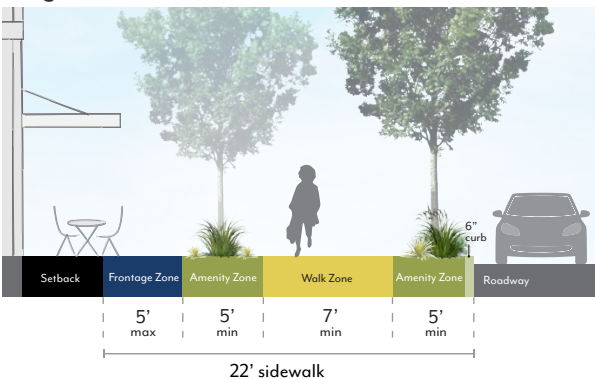 6"
curb
Setback
Frontage Zone
Amenity Zone
Walk Zone
Amenity Zone
Roadway
5'
max
5'
min
7'
min
5'
min
22' sidewalk